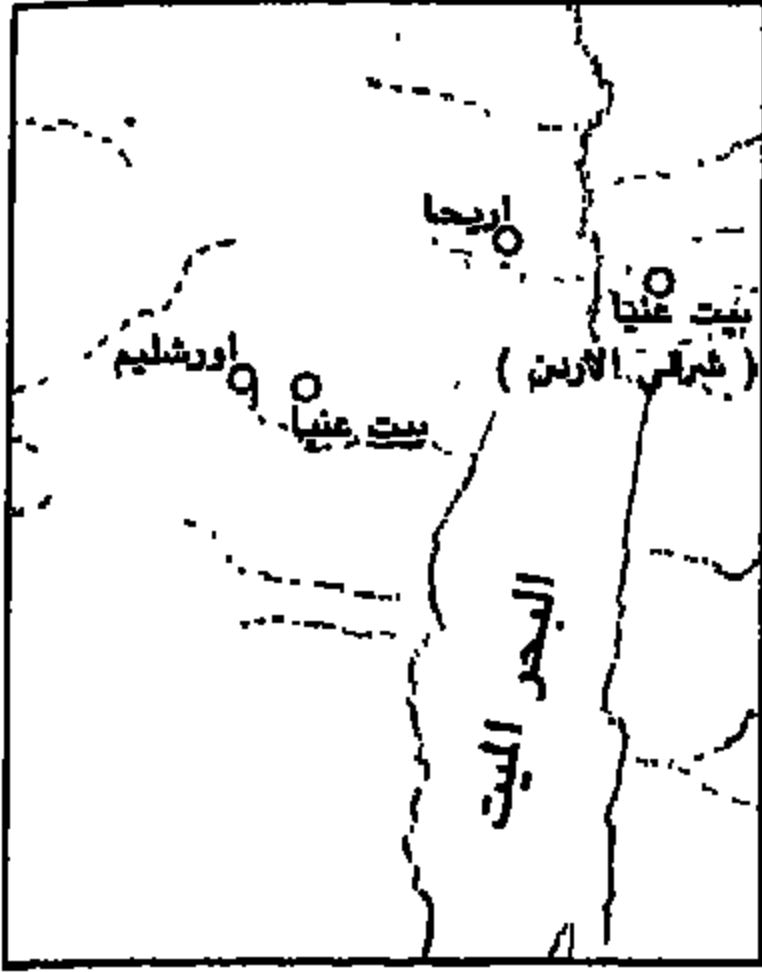 اريحا
بيت عنيا
( شرقي الاردن )
اورشليم
بيت عنيا
البحر الميت